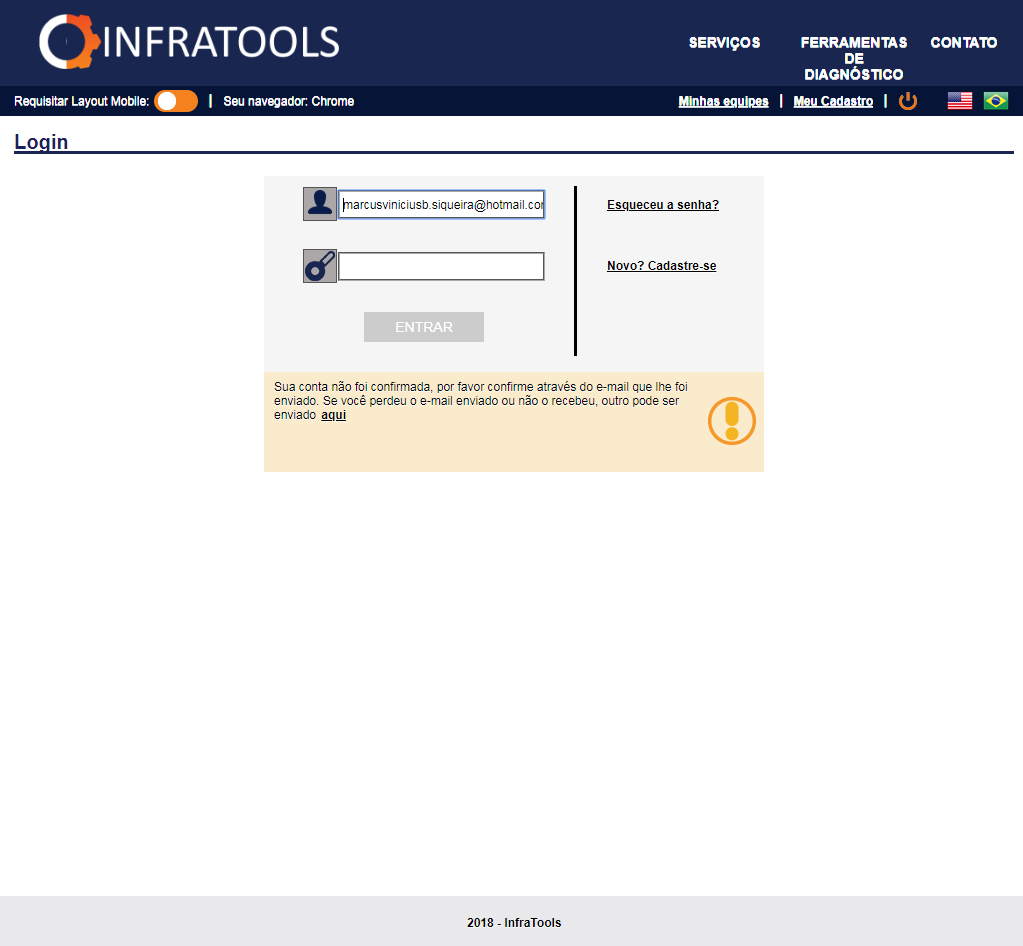 INFRATOOLS
SERVIÇOS
FERRAMENTAS
DE
DIAGNÓSTICO
CONTATO
Requisitar Layout Mobile: | Seu navegador: Chrome
Minhas equipes | Meu Cadastro |
Login
marcusviniciusb.siqueira@hotmail.com
Esqueceu a senha?
Novo? Cadastre-se
ENTRAR
Sua conta não foi confirmada, por favor confirme através do e-mail que lhe foi
enviado. Se você perdeu o e-mail enviado ou não o recebeu, outro pode ser
enviado aqui
2018 - InfraTools